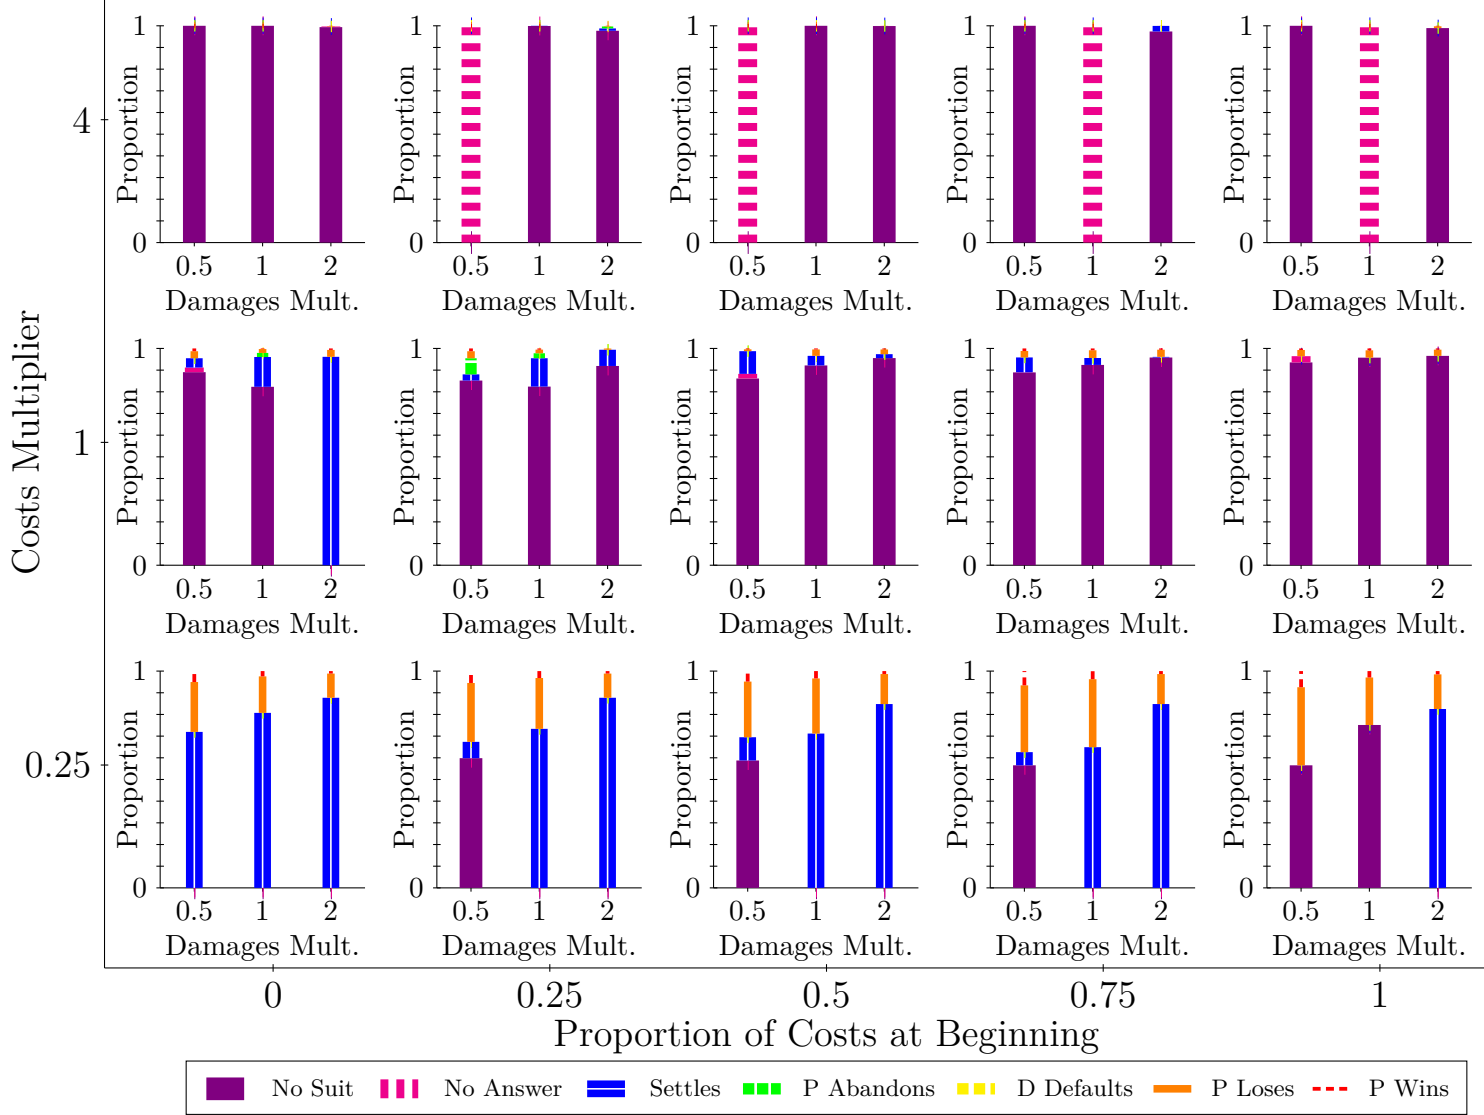 1 1 1 1 1
Proportion Proportion Proportion Proportion Proportion
4
0 0 0 0 0
0.5 1 2 0.5 1 2 0.5 1 2 0.5 1 2 0.5 1 2
Damages Mult. Damages Mult. Damages Mult. Damages Mult. Damages Mult.
Costs Multiplier
1 1 1 1 1
Proportion Proportion Proportion Proportion Proportion
1
0 0 0 0 0
0.5 1 2 0.5 1 2 0.5 1 2 0.5 1 2 0.5 1 2
Damages Mult. Damages Mult. Damages Mult. Damages Mult. Damages Mult.
1 1 1 1 1
Proportion Proportion Proportion Proportion Proportion
0.25
0 0 0 0 0
0.5 1 2 0.5 1 2 0.5 1 2 0.5 1 2 0.5 1 2
Damages Mult. Damages Mult. Damages Mult. Damages Mult. Damages Mult.
0 0.25 0.5 0.75 1
Proportion of Costs at Beginning
No Suit No Answer Settles P Abandons D Defaults P Loses P Wins